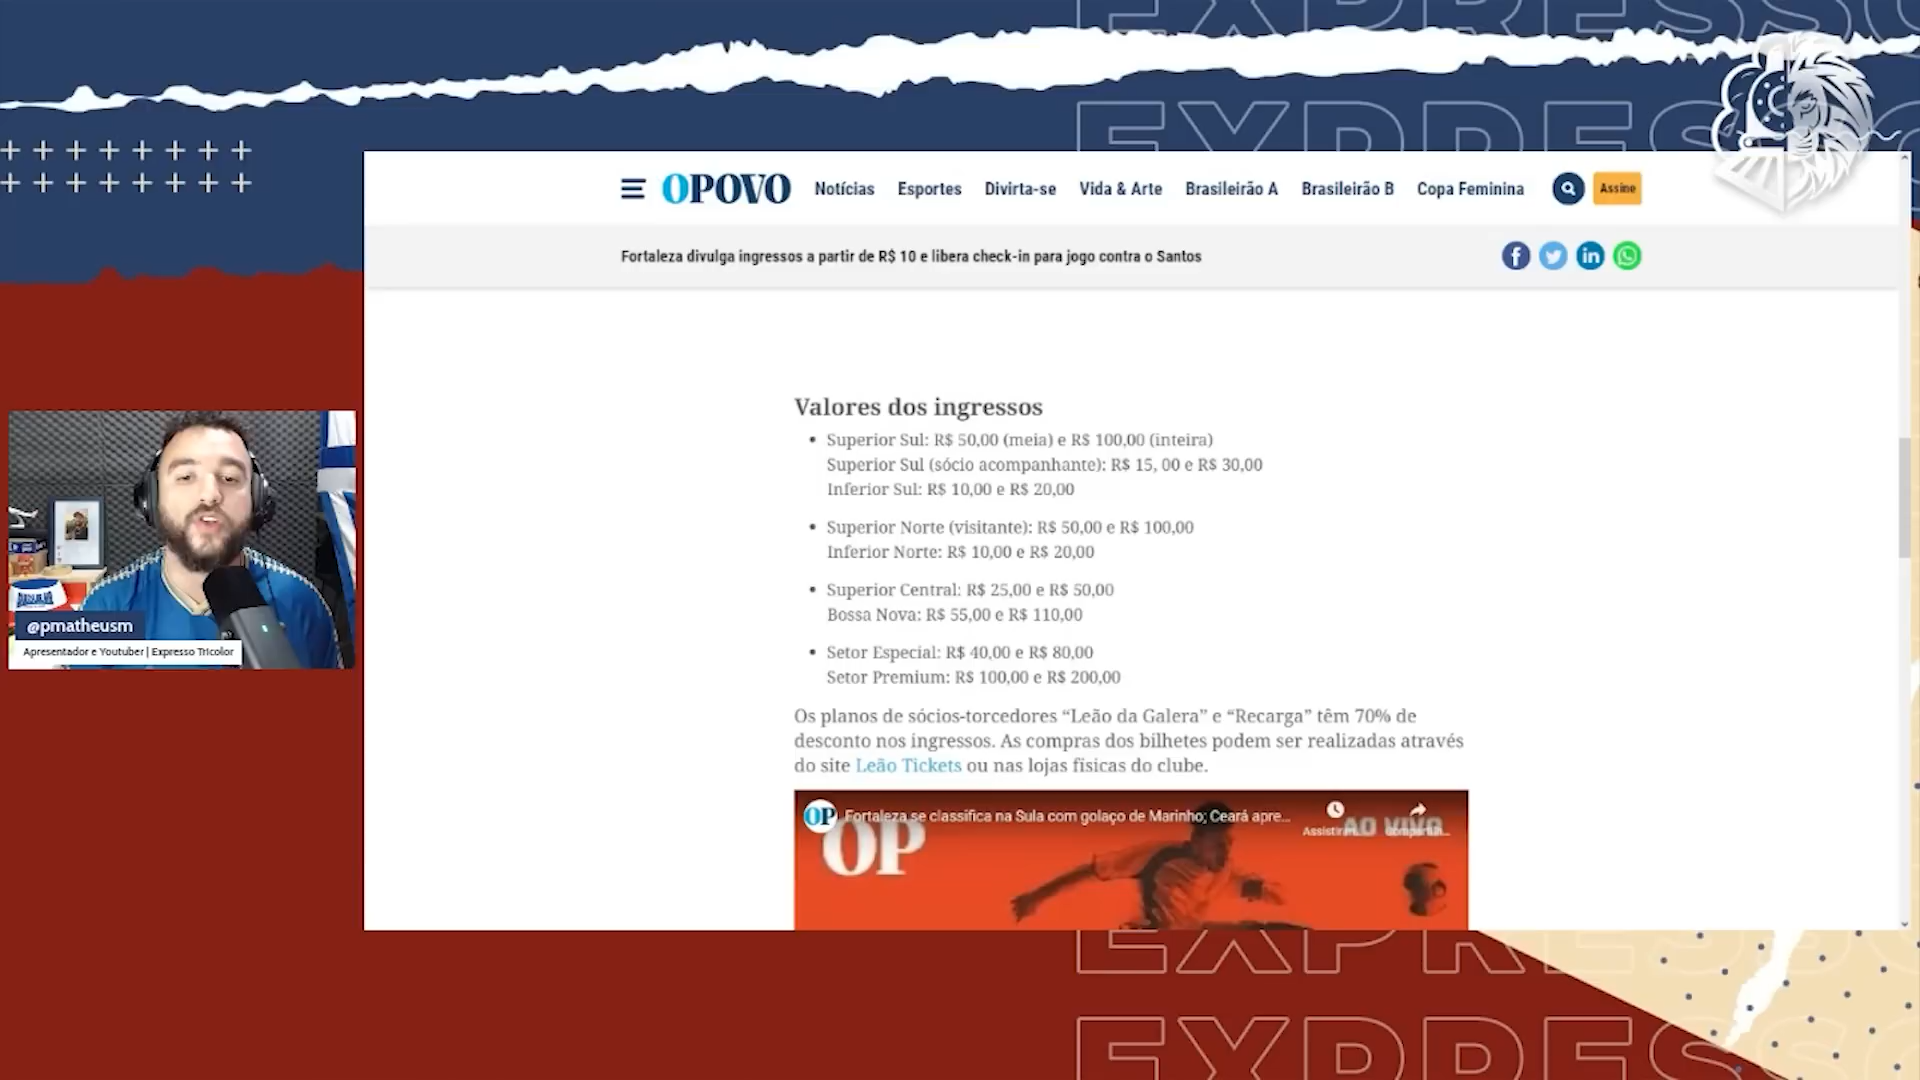 EXPRESSO
EXPRESSO
OPOVO
Notícias
Esportes
Divirta-se
Vida & Arte
Brasileirão A
Brasileirão B
Copa Feminina
Assine
Fortaleza divulga ingressos a partir de R$ 10 e libera check-in para jogo contra o Santos
Valores dos ingressos
• Superior Sul: R$ 50,00 (meia) e R$ 100,00 (inteira)
Superior Sul (sócio acompanhante): R$ 15, 00 e R$ 30,00
Inferior Sul: R$ 10,00 e R$ 20,00
• Superior Norte (visitante): R$ 50,00 e R$ 100,00
Inferior Norte: R$ 10,00 e R$ 20,00
• Superior Central: R$ 25,00 e R$ 50,00
Bossa Nova: R$ 55,00 e R$ 110,00
• Setor Especial: R$ 40,00 e R$ 80,00
Setor Premium: R$ 100,00 e R$ 200,00
Os planos de sócios-torcedores “Leão da Galera” e “Recarga” têm 70% de
desconto nos ingressos. As compras dos bilhetes podem ser realizadas através
do site Leão Tickets ou nas lojas físicas do clube.
OP
Fortaleza se classifica na Sula com golaço de Marinho; Ceará apre...
OP
AO VIVO
@pmatheusm
Apresentador e Youtuber | Expresso Tricolor
EXPRESSO
EXPRESSO